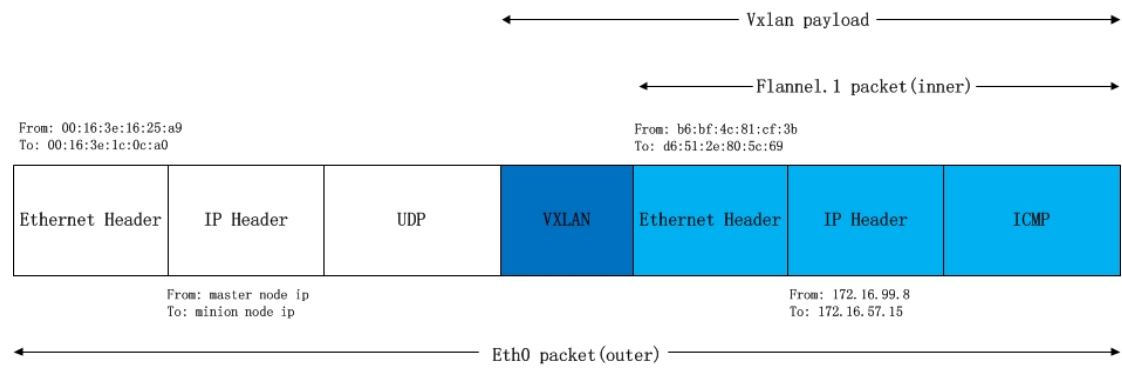 Vxlan payload
Flannel.1 packet(inner)
From: 00:16:3e:16:25:a9
To: 00:16:3e:1c:0c:a0
From: b6:bf:4c:81:cf:3b
To: d6:51:2e:80:5c:69
Ethernet Header
IP Header
UDP
VXLAN
Ethernet Header
IP Header
ICMP
From: master node ip
To: minion node ip
From: 172.16.99.8
To: 172.16.57.15
Eth0 packet(outer)